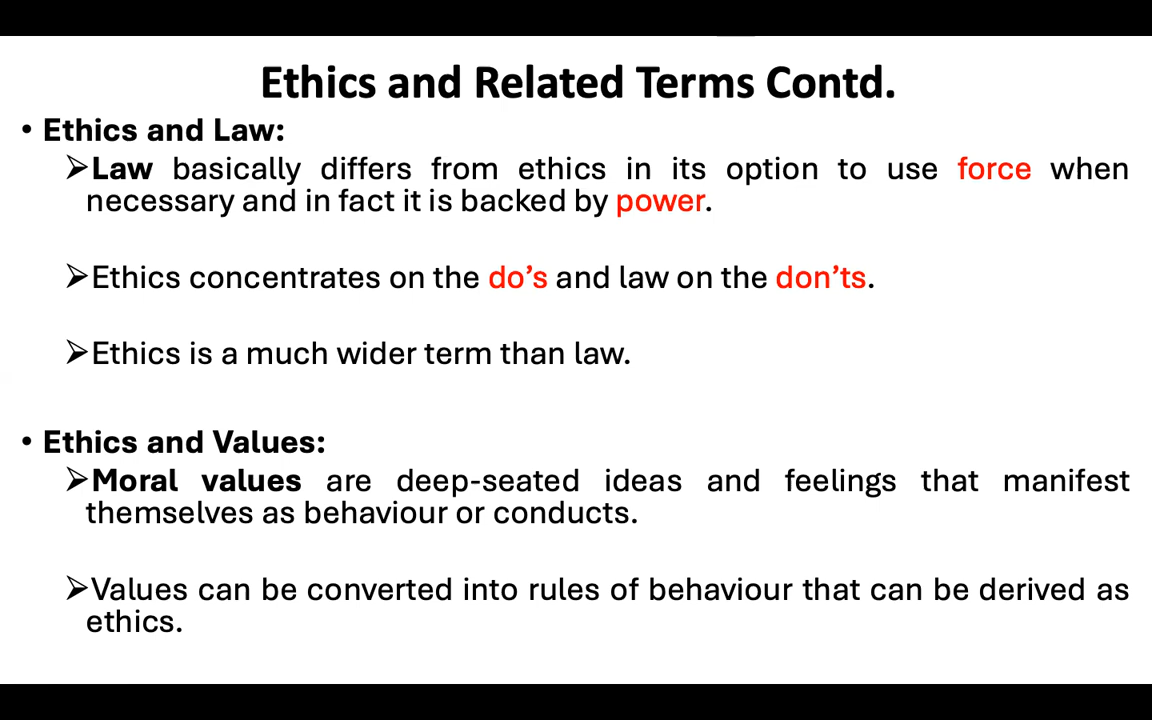 Ethics and Related Terms Contd.
• Ethics and Law:
➢Law basically differs from ethics in its option to use force when
necessary and in fact it is backed by power.
➢Ethics concentrates on the do’s and law on the don’ts.
➢Ethics is a much wider term than law.
• Ethics and Values:
➢Moral values are deep-seated ideas and feelings that manifest
themselves as behaviour or conducts.
➢Values can be converted into rules of behaviour that can be derived as
ethics.